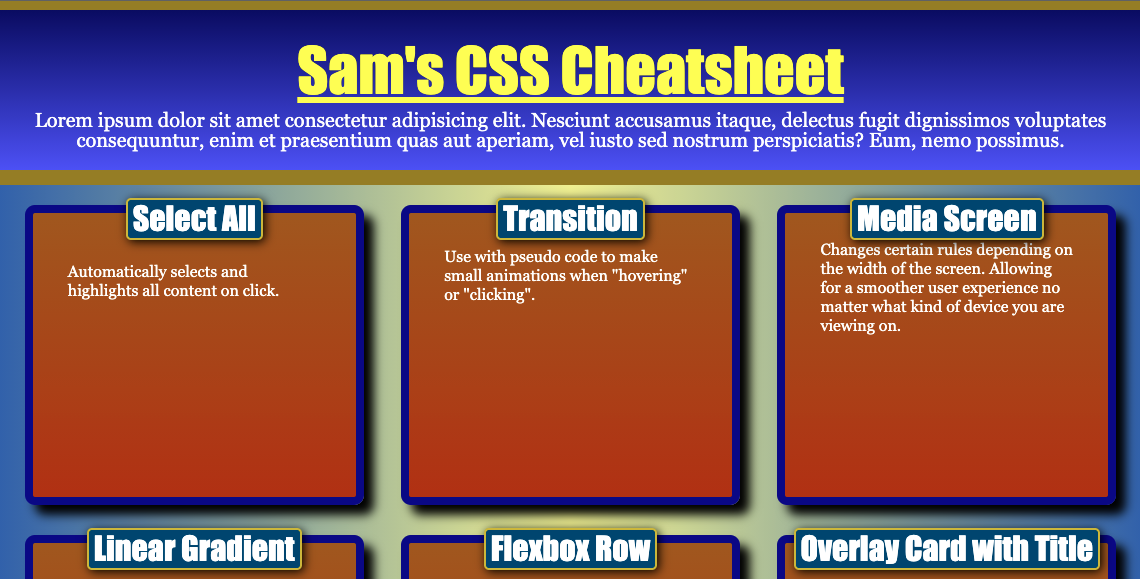 Sam's CSS Cheatsheet
Lorem ipsum dolor sit amet consectetur adipisicing elit. Nesciunt accusamus itaque, delectus fugit dignissimos voluptates
consequuntur, enim et praesentium quas aut aperiam, vel iusto sed nostrum perspiciatis? Eum, nemo possimus.
Select All
Automatically selects and
highlights all content on click.
Transition
Use with pseudo code to make
small animations when "hovering"
or "clicking".
Media Screen
Changes certain rules depending on
the width of the screen. Allowing
for a smoother user experience no
matter what kind of device you are
viewing on.
Linear Gradient
Flexbox Row
Overlay Card with Title